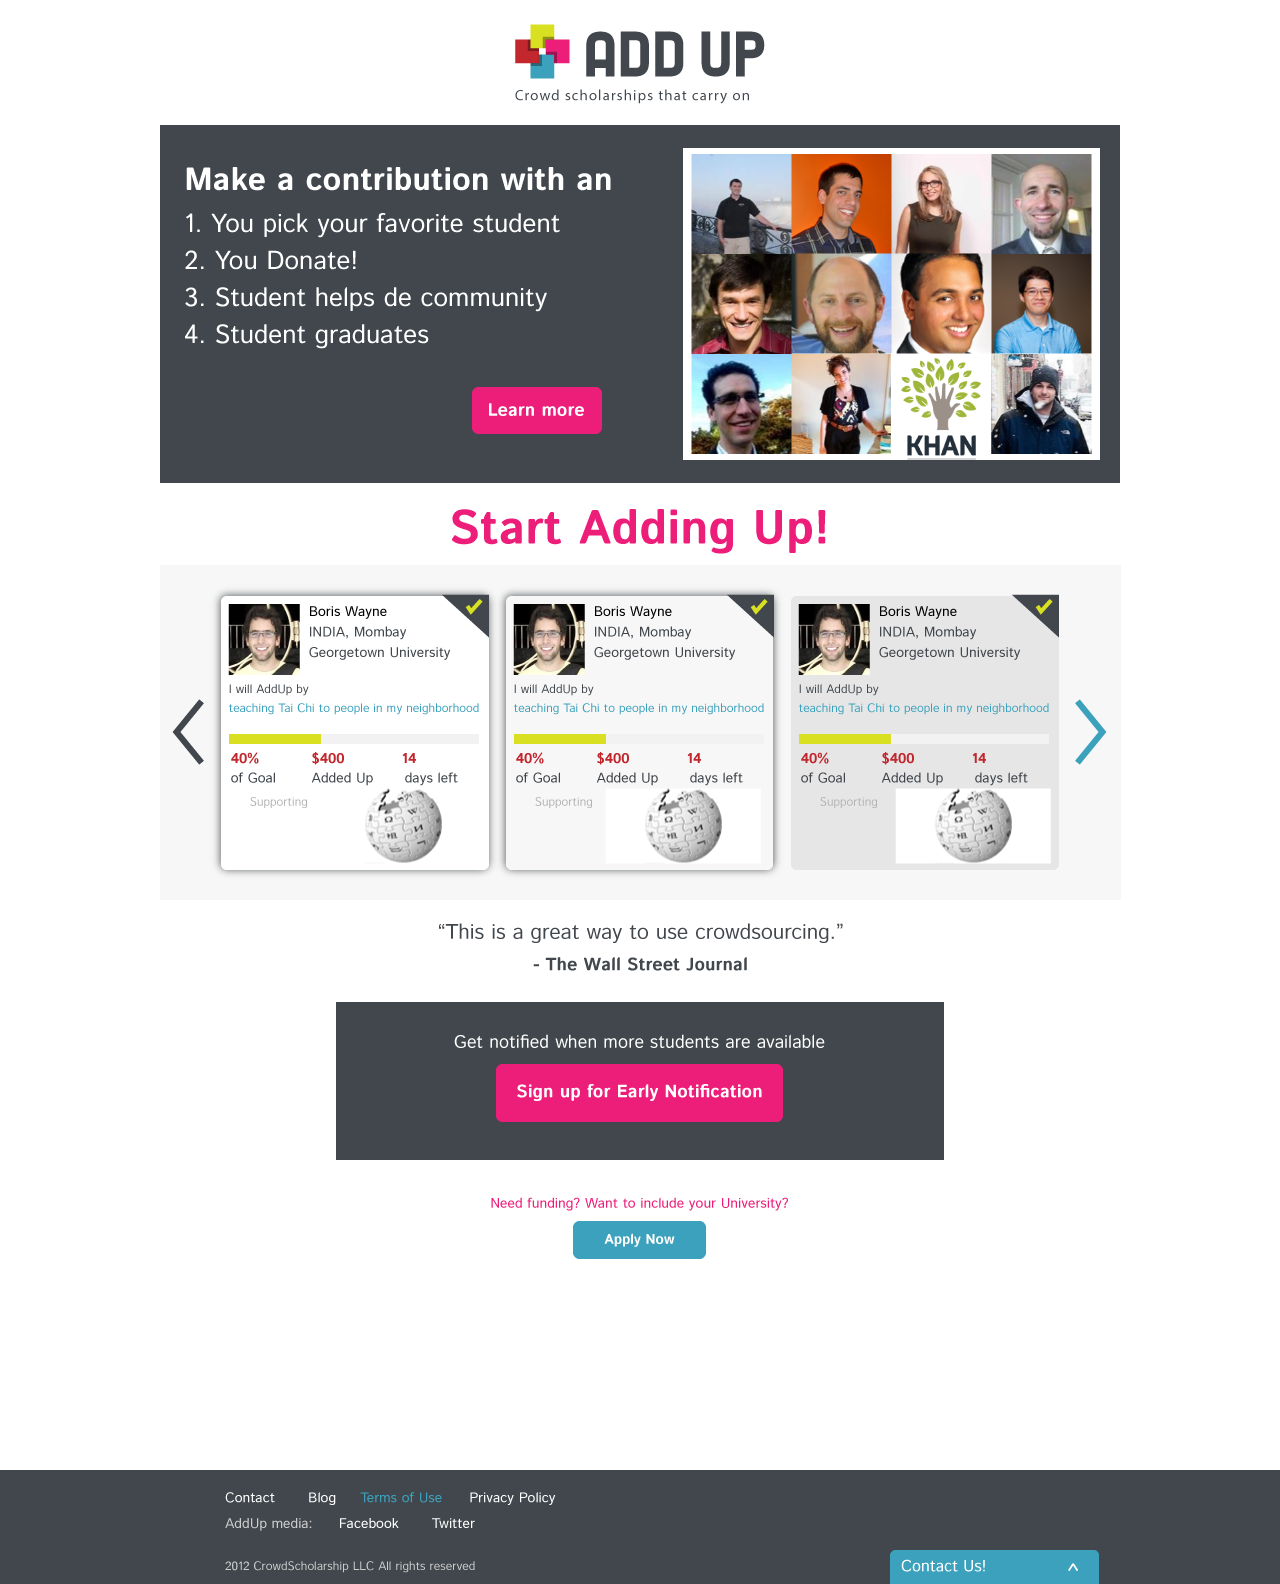 ADD UP
Crowd scholarships that carry on
Make a contribution with an
1. You pick your favorite student
2. You Donate!
3. Student helps de community
4. Student graduates
Learn more
KHAN
Start Adding Up!
Boris Wayne
INDIA, Mombay
Georgetown University
I will AddUp by
teaching Tai Chi to people in my neighborhood
40% $400 14
of Goal Added Up days left
Supporting
Boris Wayne
INDIA, Mombay
Georgetown University
I will AddUp by
teaching Tai Chi to people in my neighborhood
40% $400 14
of Goal Added Up days left
Supporting
Boris Wayne
INDIA, Mombay
Georgetown University
I will AddUp by
teaching Tai Chi to people in my neighborhood
40% $400 14
of Goal Added Up days left
Supporting
“This is a great way to use crowdsourcing.”
- The Wall Street Journal
Get notified when more students are available
Sign up for Early Notification
Need funding? Want to include your University?
Apply Now
Contact Blog Terms of Use Privacy Policy
AddUp media: Facebook Twitter
2012 CrowdScholarship LLC All rights reserved
Contact Us!